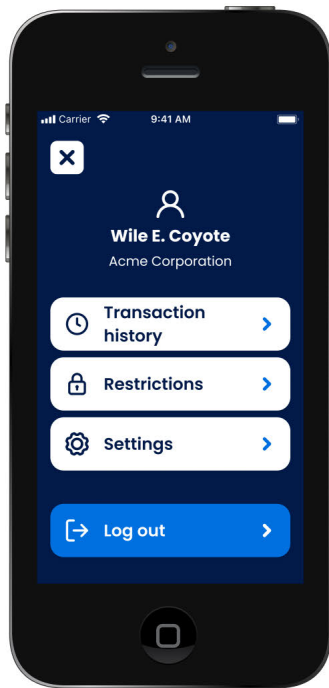 Carrier
9:41 AM
Wile E. Coyote
Acme Corporation
Transaction
history
Restrictions
Settings
Log out